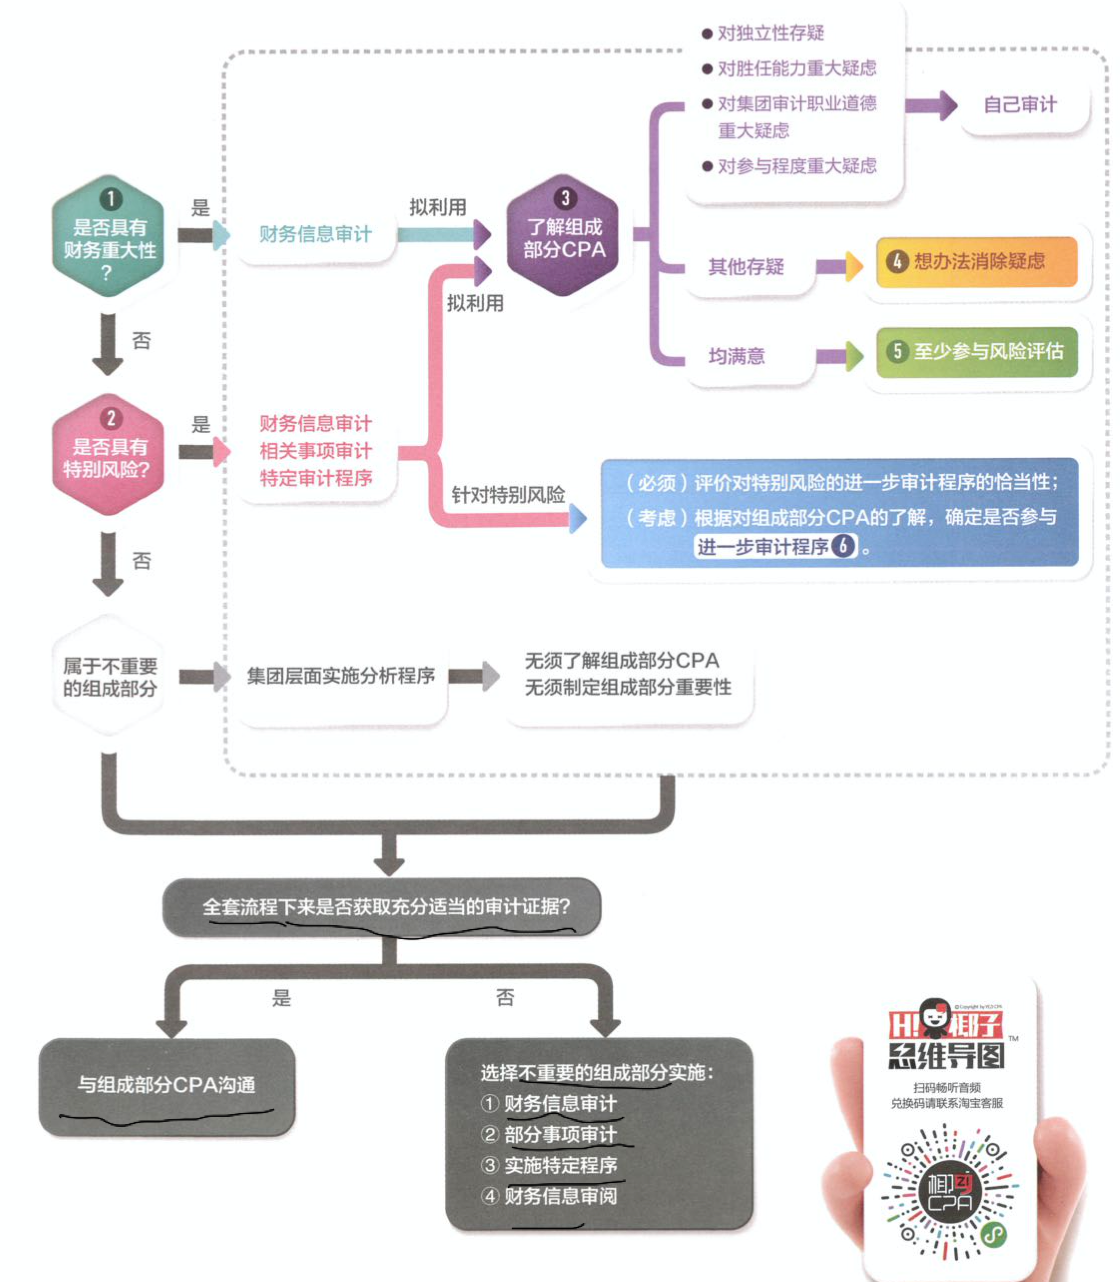 ● 对独立性存疑
● 对胜任能力重大疑虑
● 对集团审计职业道德
重大疑虑
● 对参与程度重大疑虑
自己审计
1
是否具有
财务重大性
?
是
财务信息审计
拟利用
3
了解组成
部分CPA
其他存疑
4 想办法消除疑虑
拟利用
否
均满意
5 至少参与风险评估
2
是否具有
特别风险?
是
财务信息审计
相关事项审计
特定审计程序
针对特别风险
（必须）评价对特别风险的进一步审计程序的恰当性；
（考虑）根据对组成部分CPA的了解，确定是否参与
进一步审计程序6。
否
属于不重要
的组成部分
集团层面实施分析程序
无须了解组成部分CPA
无须制定组成部分重要性
全套流程下来是否获取充分适当的审计证据?
是
否
与组成部分CPA沟通
选择不重要的组成部分实施：
① 财务信息审计
② 部分事项审计
③ 实施特定程序
④ 财务信息审阅
H!椰子
TM
思维导图
扫码畅听音频
兑换码请联系淘宝客服
椰子
CPA